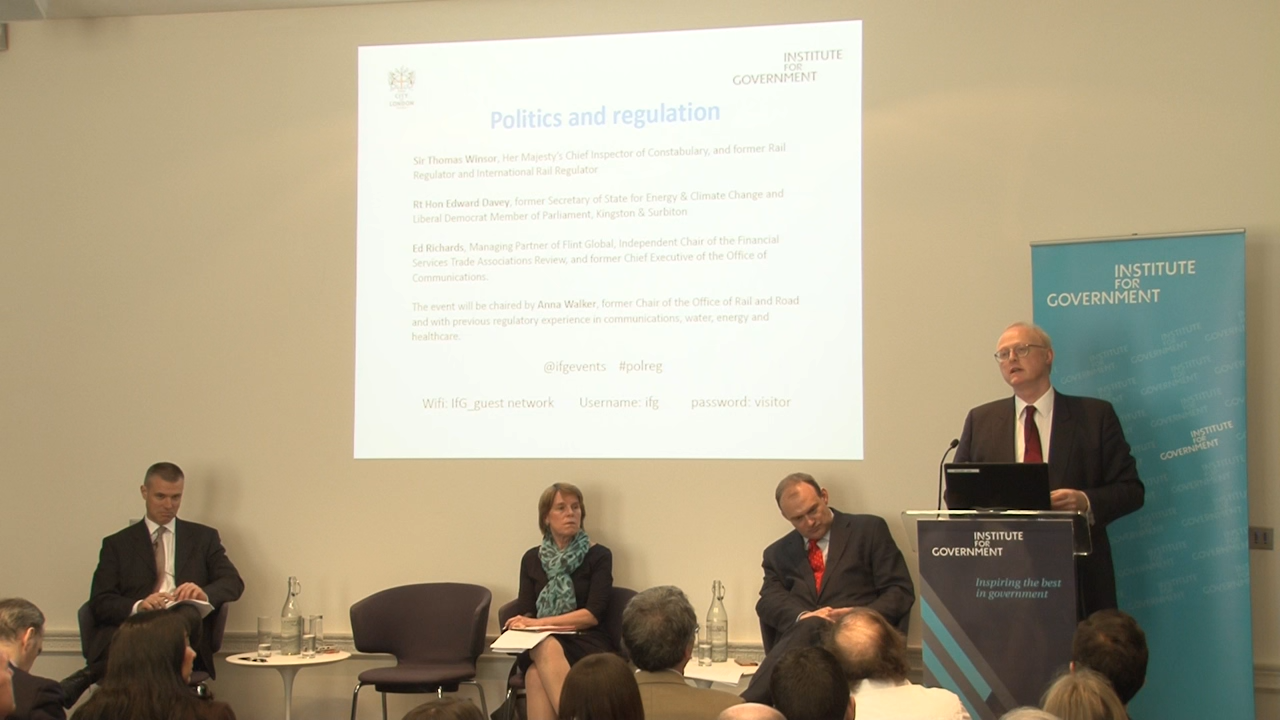 CITY
OF
LONDON
INSTITUTE
FOR
GOVERNMENT
Politics and regulation
Sir Thomas Winsor, Her Majesty's Chief Inspector of Constabulary, and former Rail
Regulator and International Rail Regulator
Rt Hon Edward Davey, former Secretary of State for Energy & Climate Change and
Liberal Democrat Member of Parliament, Kingston & Surbiton
Ed Richards, Managing Partner of Flint Global, Independent Chair of the Financial
Services Trade Associations Review, and former Chief Executive of the Office of
Communications.
The event will be chaired by Anna Walker, former Chair of the Office of Rail and Road
and with previous regulatory experience in communications, water, energy and
healthcare.
@ifgevents #polreg
Wifi: IfG_guest network Username: ifg password: visitor
INSTITUTE
FOR
GOVERNMENT
INSTITUTE
FOR
GOVERNMENT
INSTITUTE
FOR
GOVERNMENT
Inspiring the best
in government